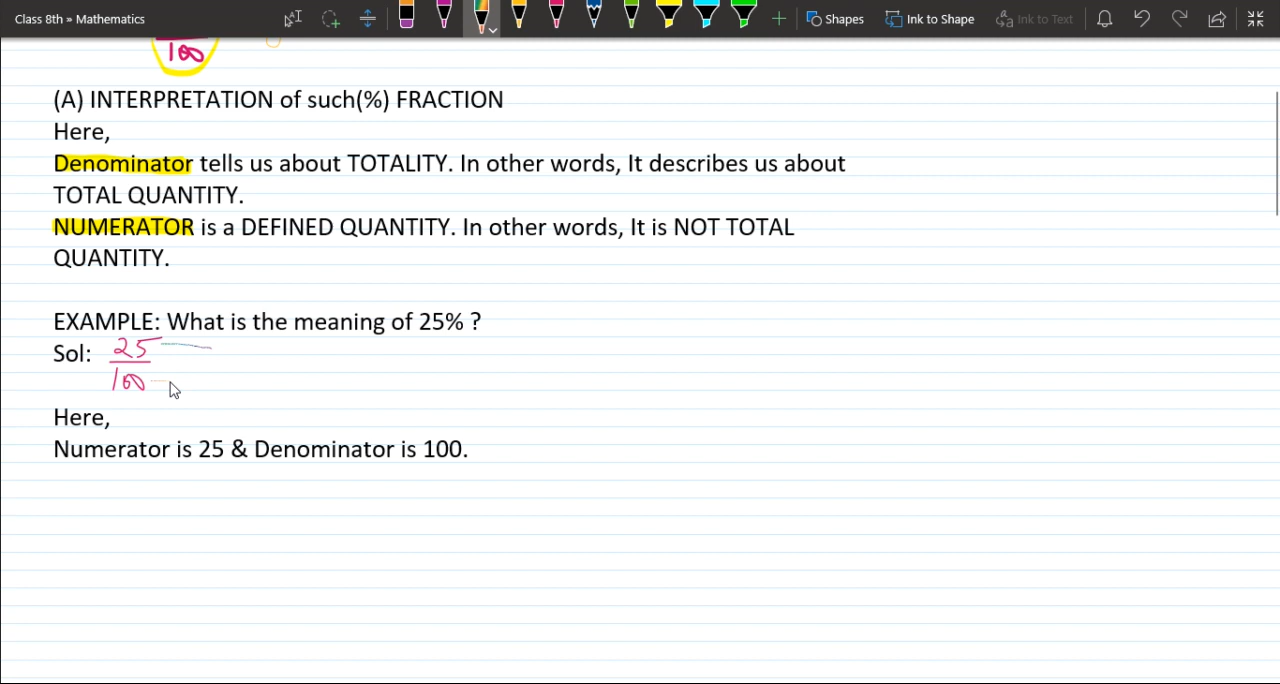 Class 8th » Mathematics
Shapes
Ink to Shape
Ink to Text
100
(A) INTERPRETATION of such(%) FRACTION
Here,
Denominator tells us about TOTALITY. In other words, It describes us about
TOTAL QUANTITY.
NUMERATOR is a DEFINED QUANTITY. In other words, It is NOT TOTAL
QUANTITY.
EXAMPLE: What is the meaning of 25% ?
Sol: 25
100
Here,
Numerator is 25 & Denominator is 100.